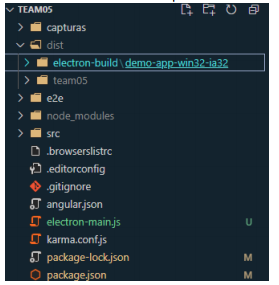 TEAM05
capturas
dist
electron-build\demo-app-win32-ia32
team05
e2e
node_modules
src
.browserslistrc
.editorconfig
.gitignore
angular.json
electron-main.js U
karma.conf.js
package-lock.json M
package.json M